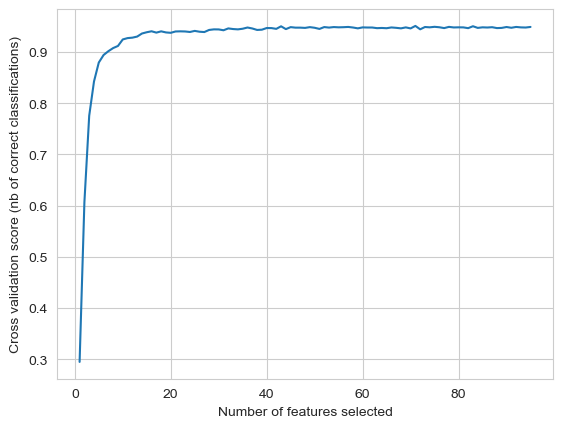 Cross validation score (nb of correct classifications)
0.9
0.8
0.7
0.6
0.5
0.4
0.3
0 20 40 60 80
Number of features selected